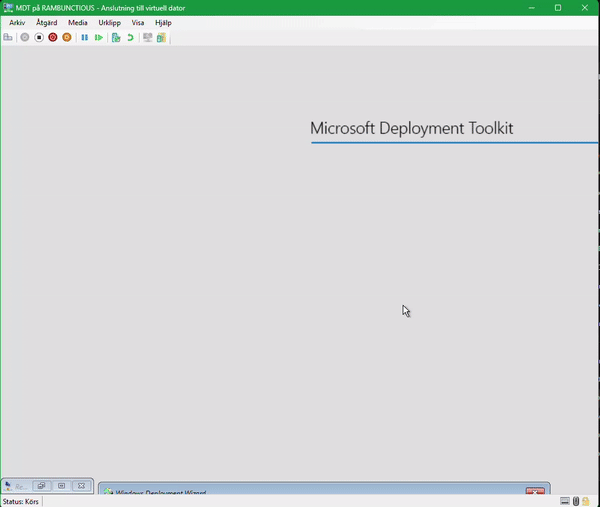 MDT på RAMBUNCTIOUS - Anslutning till virtuell dator
Arkiv Åtgärd Media Urklipp Visa Hjälp
Microsoft Deployment Toolkit
Windows Deployment Wizard
Status: Körs